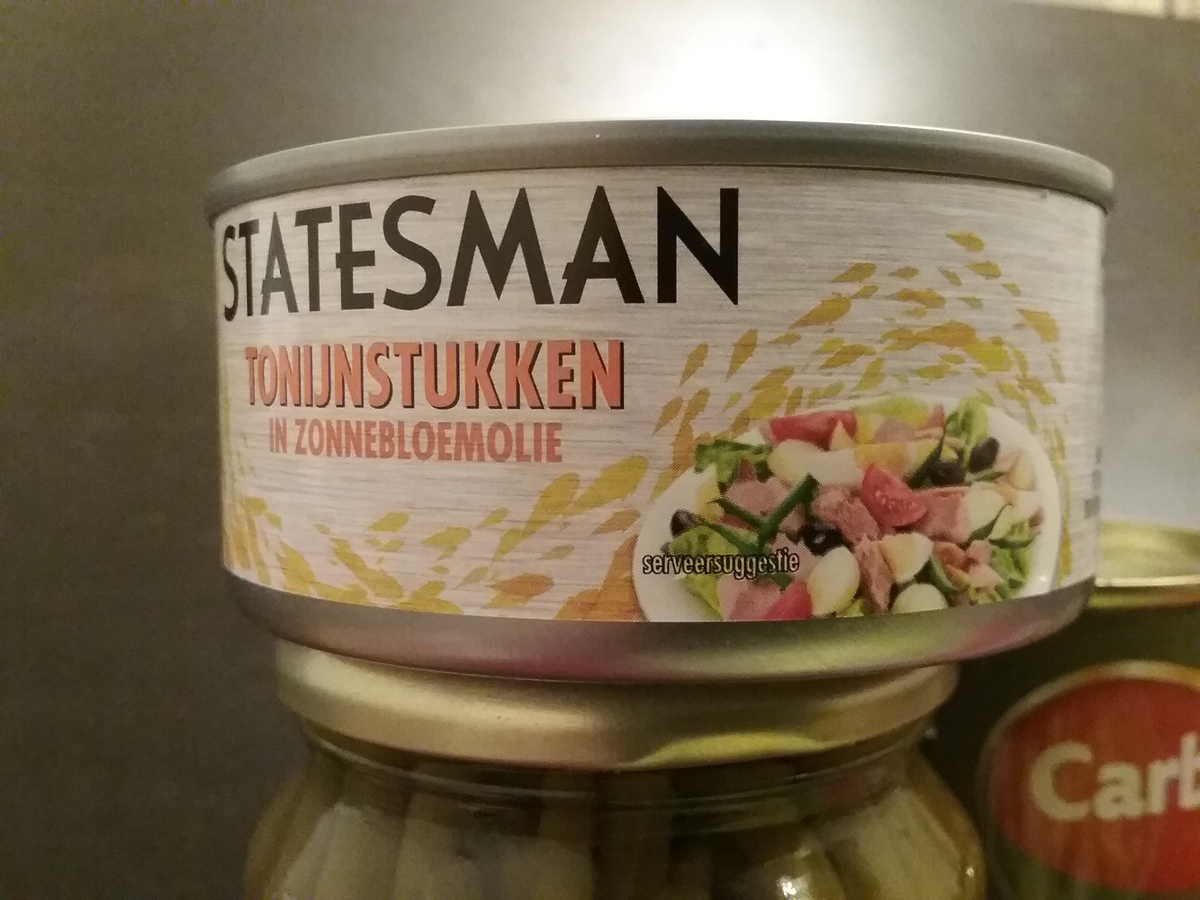 STATESMAN
TONIJNSTUKKEN
IN ZONNEBLOEMOLIE
serveersuggestie
Carb